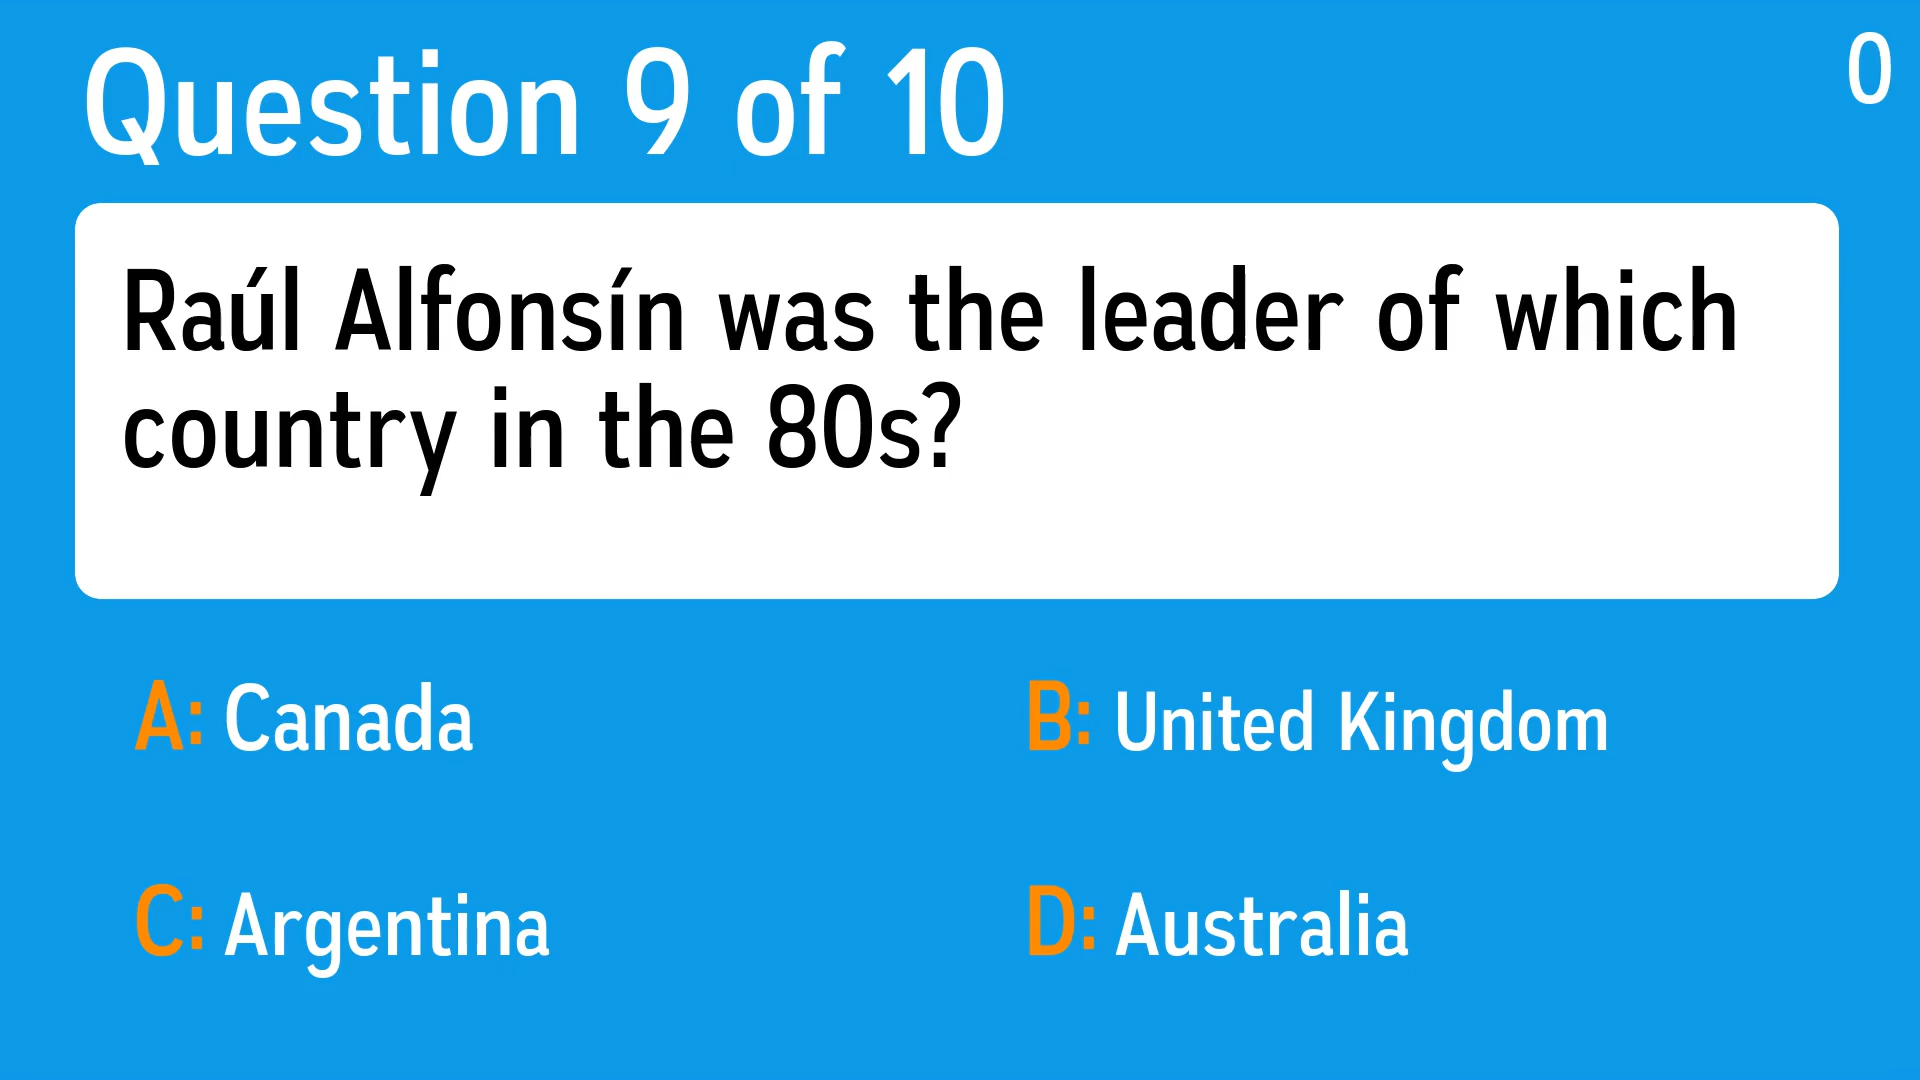 Question 9 of 10
0
Raúl Alfonsín was the leader of which
country in the 80s?
A: Canada
B: United Kingdom
C: Argentina
D: Australia